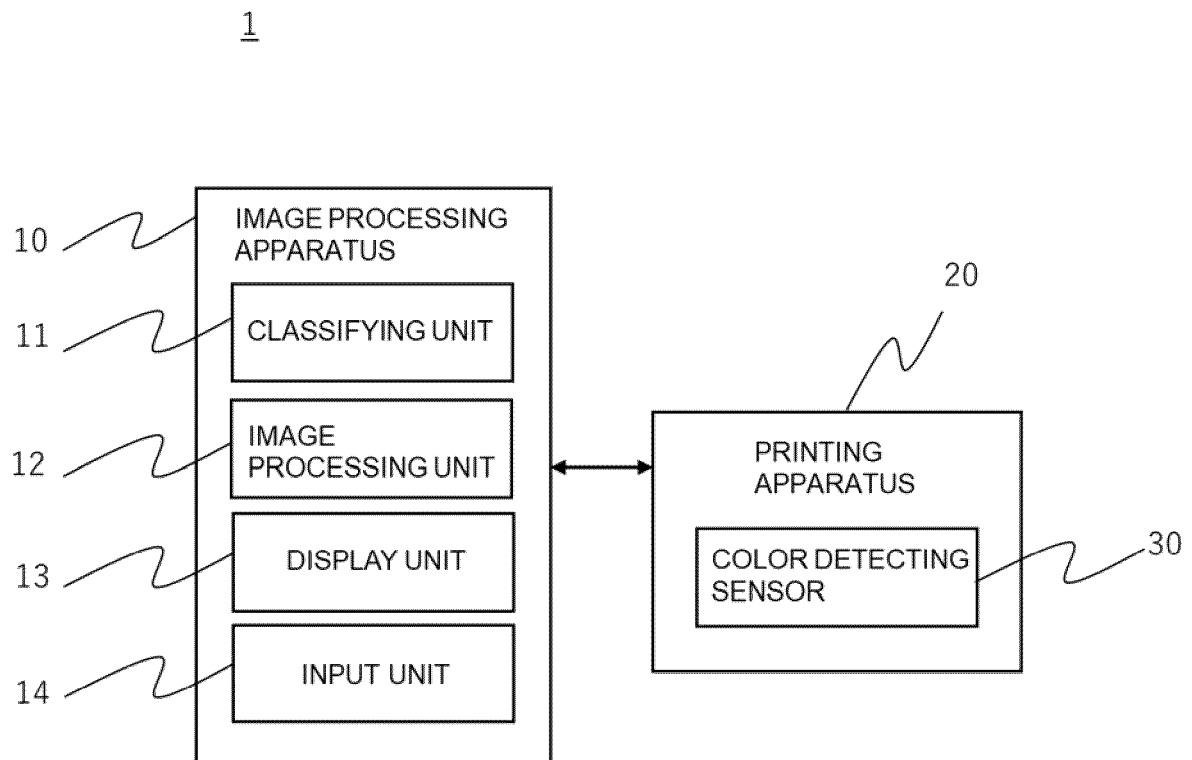 1
10
IMAGE PROCESSING
APPARATUS
11
CLASSIFYING UNIT
12
IMAGE
PROCESSING UNIT
13
DISPLAY UNIT
14
INPUT UNIT
20
PRINTING
APPARATUS
COLOR DETECTING
SENSOR
30